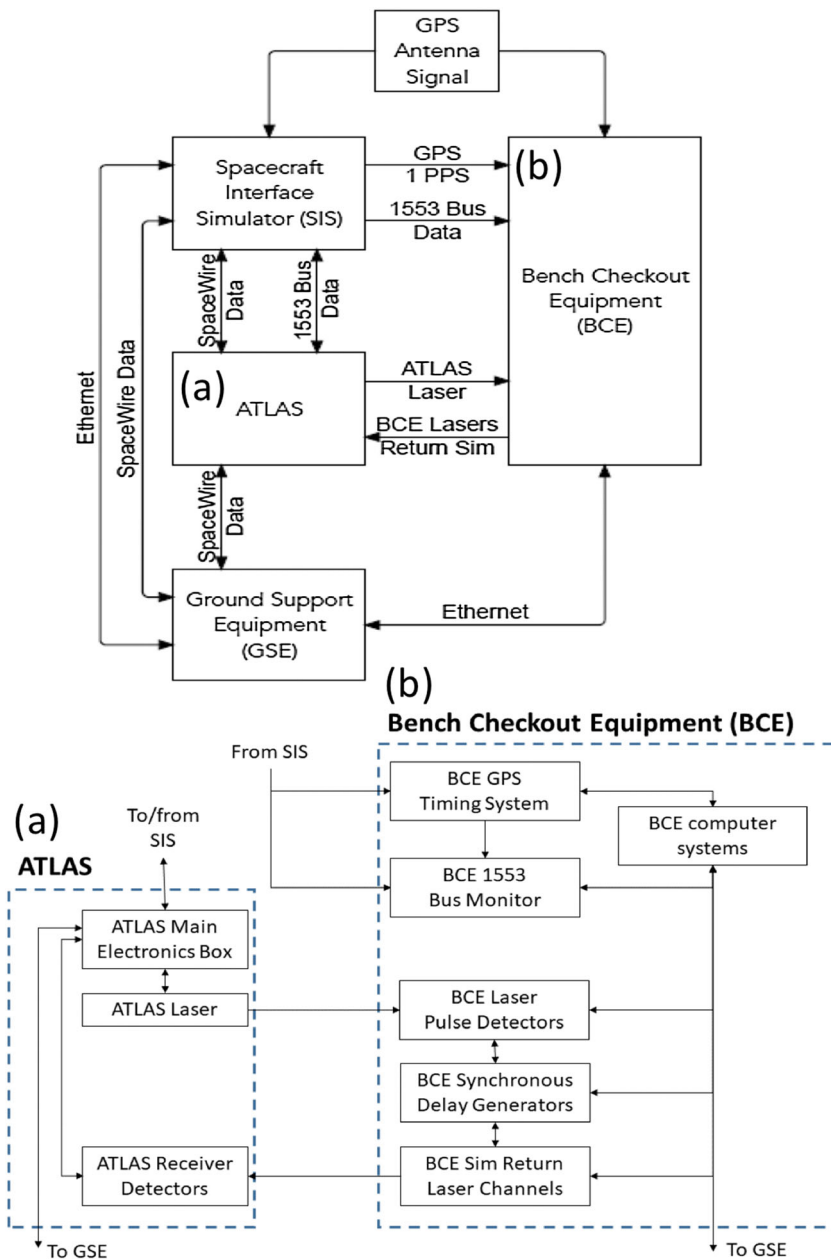 GPS
Antenna
Signal
Spacecraft
Interface
Simulator (SIS)
GPS
1 PPS
1553 Bus
Data
(b)
Bench Checkout
Equipment
(BCE)
Ethernet
SpaceWire Data
SpaceWire
Data
1553 Bus
Data
(a)
ATLAS
ATLAS
Laser
BCE Lasers
Return Sim
SpaceWire
Data
Ground Support
Equipment
(GSE)
Ethernet
(b)
Bench Checkout Equipment (BCE)
From SIS
BCE GPS
Timing System
BCE computer
systems
BCE 1553
Bus Monitor
(a)
ATLAS
To/from
SIS
ATLAS Main
Electronics Box
ATLAS Laser
BCE Laser
Pulse Detectors
BCE Synchronous
Delay Generators
ATLAS Receiver
Detectors
BCE Sim Return
Laser Channels
To GSE
To GSE